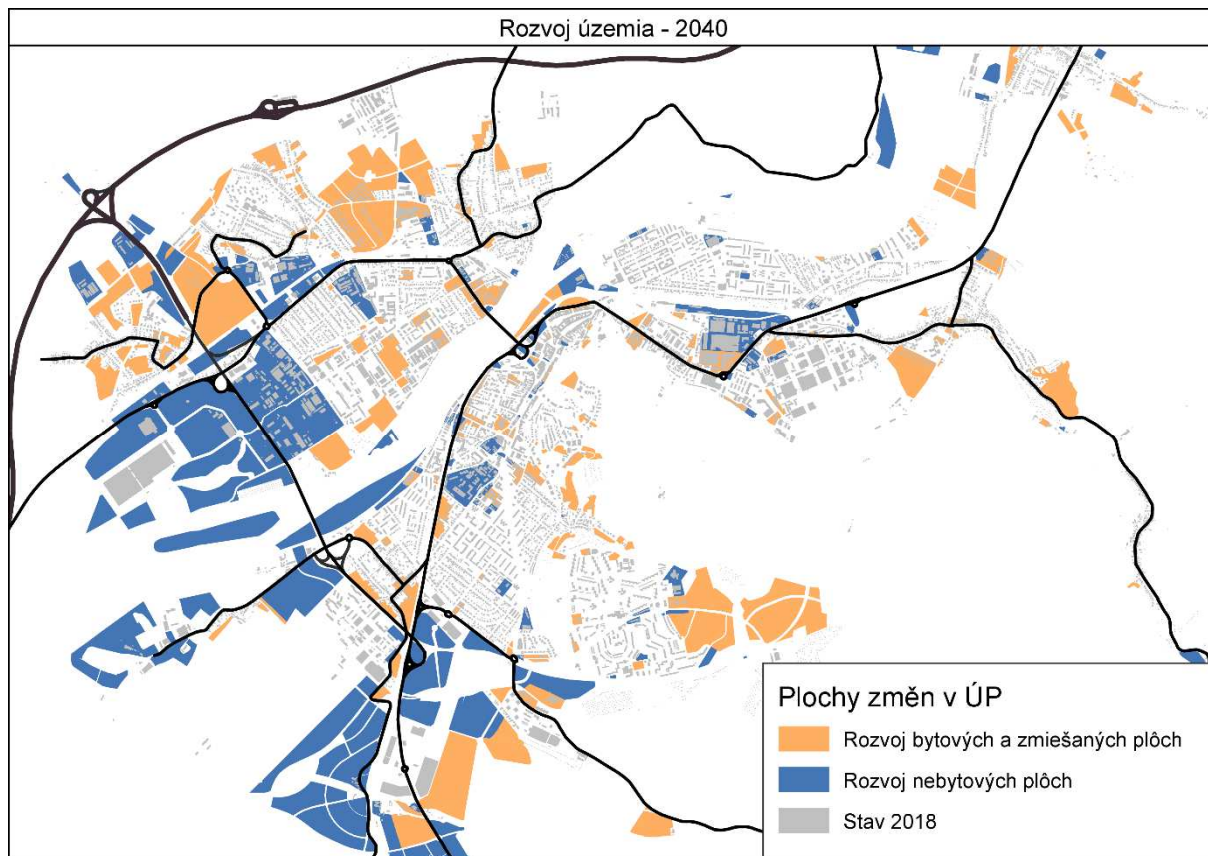 Rozvoj územia - 2040
Plochy změn v ÚP
Rozvoj bytových a zmiešaných plôch
Rozvoj nebytových plôch
Stav 2018